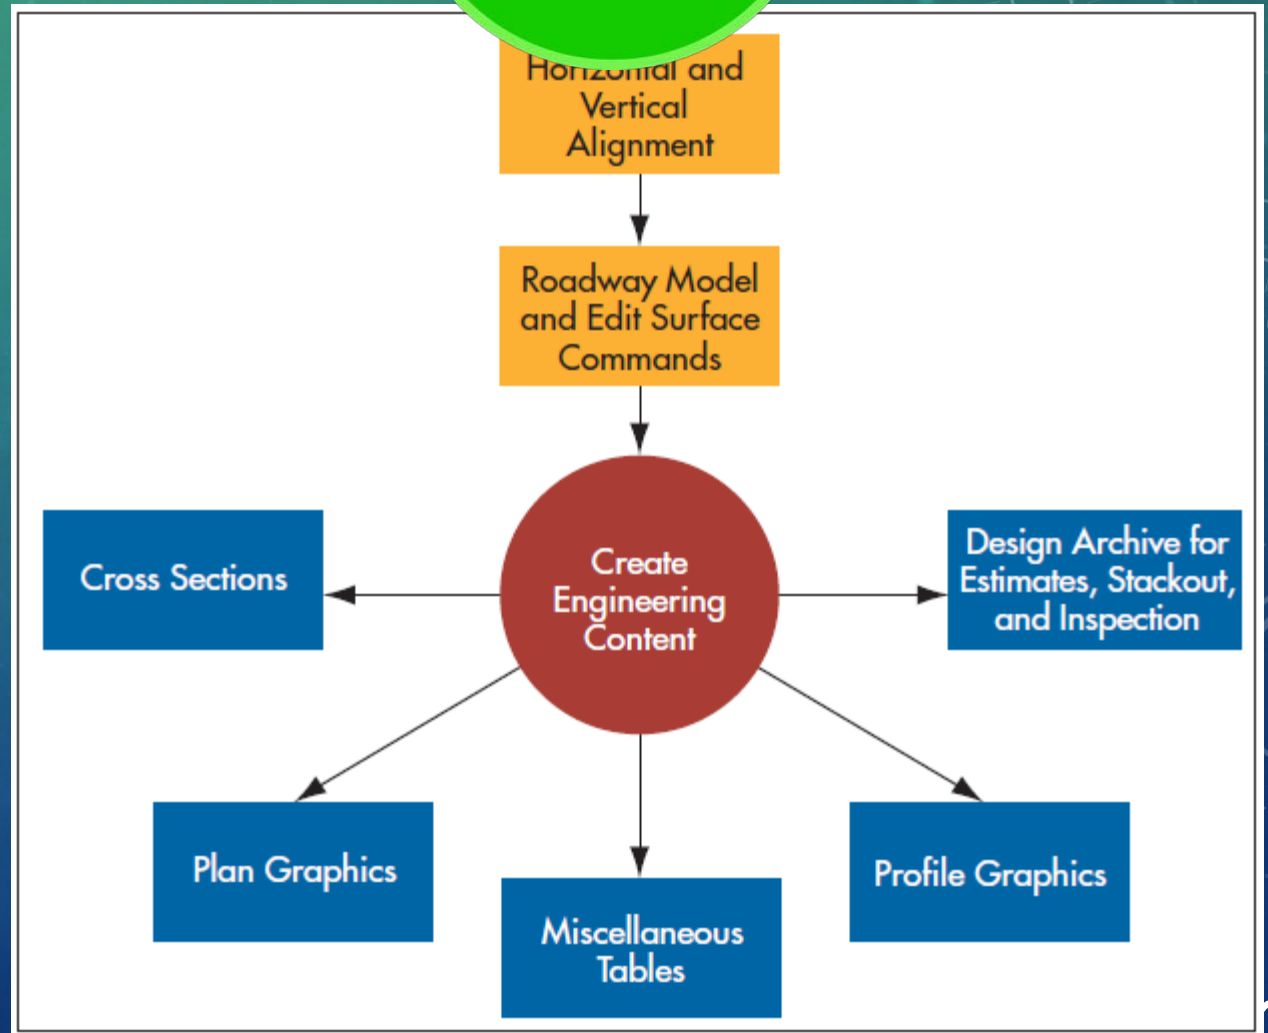 Horizontal and
Vertical
Alignment
Roadway Model
and Edit Surface
Commands
Create
Engineering
Content
Cross Sections
Design Archive for
Estimates, Stackout,
and Inspection
Plan Graphics
Miscellaneous
Tables
Profile Graphics